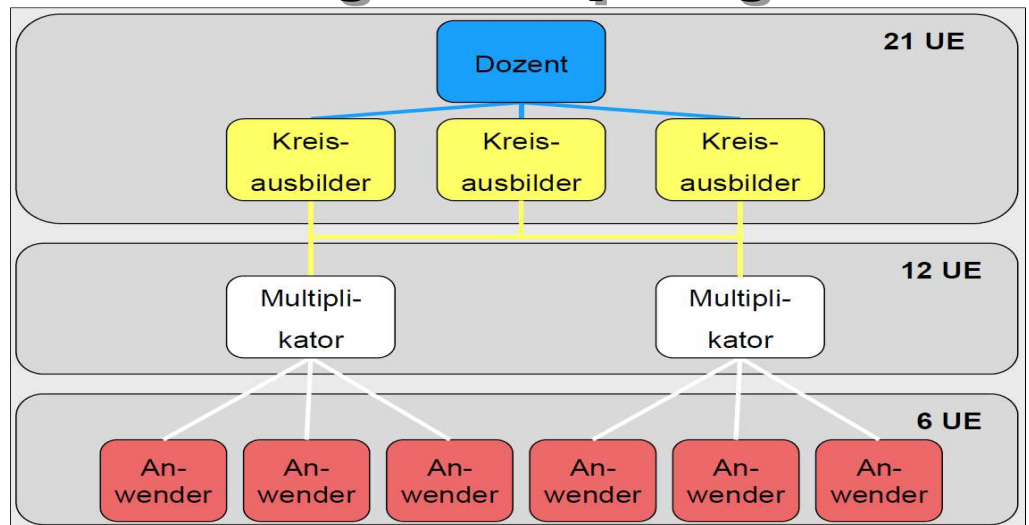 21 UE
Dozent
Kreis-
ausbilder
Kreis-
ausbilder
Kreis-
ausbilder
12 UE
Multipli-
kator
Multipli-
kator
6 UE
An-
wender
An-
wender
An-
wender
An-
wender
An-
wender
An-
wender